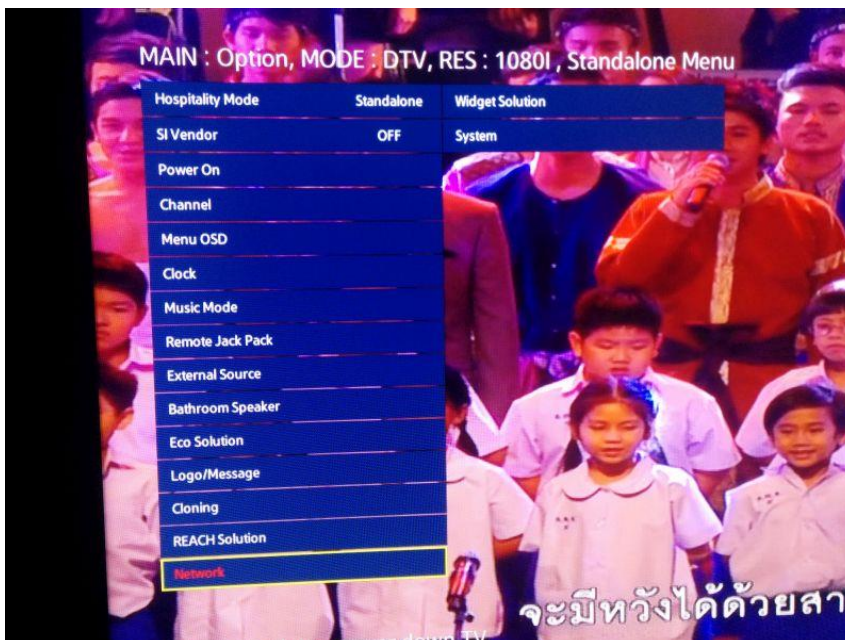 MAIN : Option, MODE : DTV, RES : 1080I , Standalone Menu
Hospitality Mode Standalone Widget Solution
SI Vendor OFF System
Power On
Channel
Menu OSD
Clock
Music Mode
Remote Jack Pack
External Source
Bathroom Speaker
Eco Solution
Logo/Message
Cloning
REACH Solution
Network
จะมีหวังได้ด้วยสา
down TV